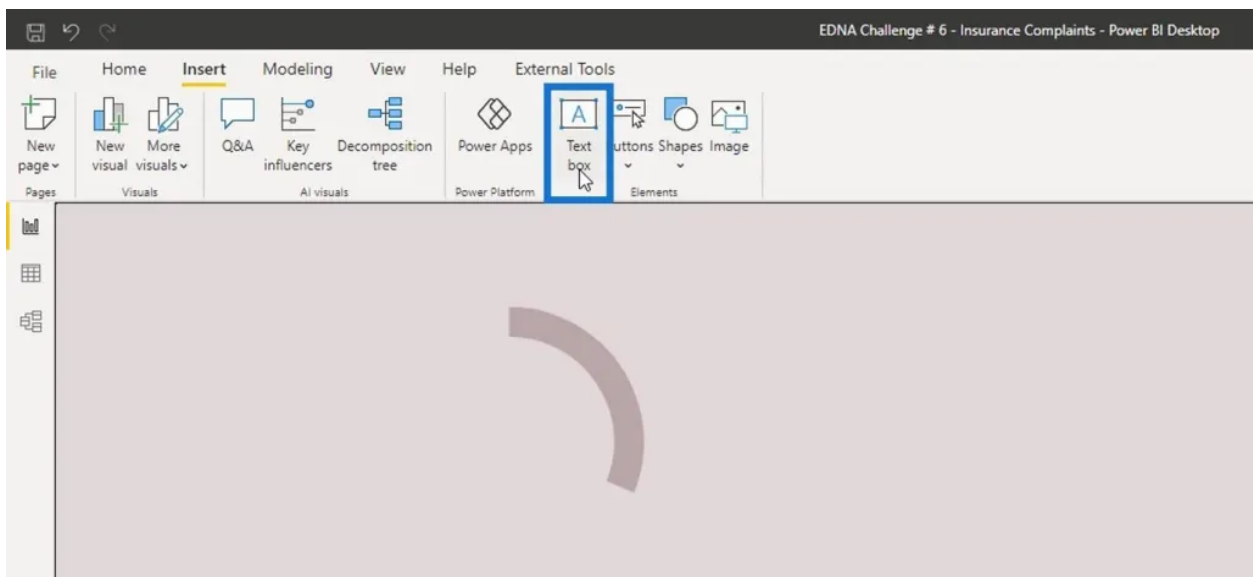 EDNA Challenge # 6 - Insurance Complaints - Power BI Desktop
File Home Insert Modeling View Help External Tools
New page
New visual
More visuals
Q&A
Key influencers
Decomposition tree
Power Apps
Text box
uttons
Shapes
Image
Pages
Visuals
AI visuals
Power Platform
Elements